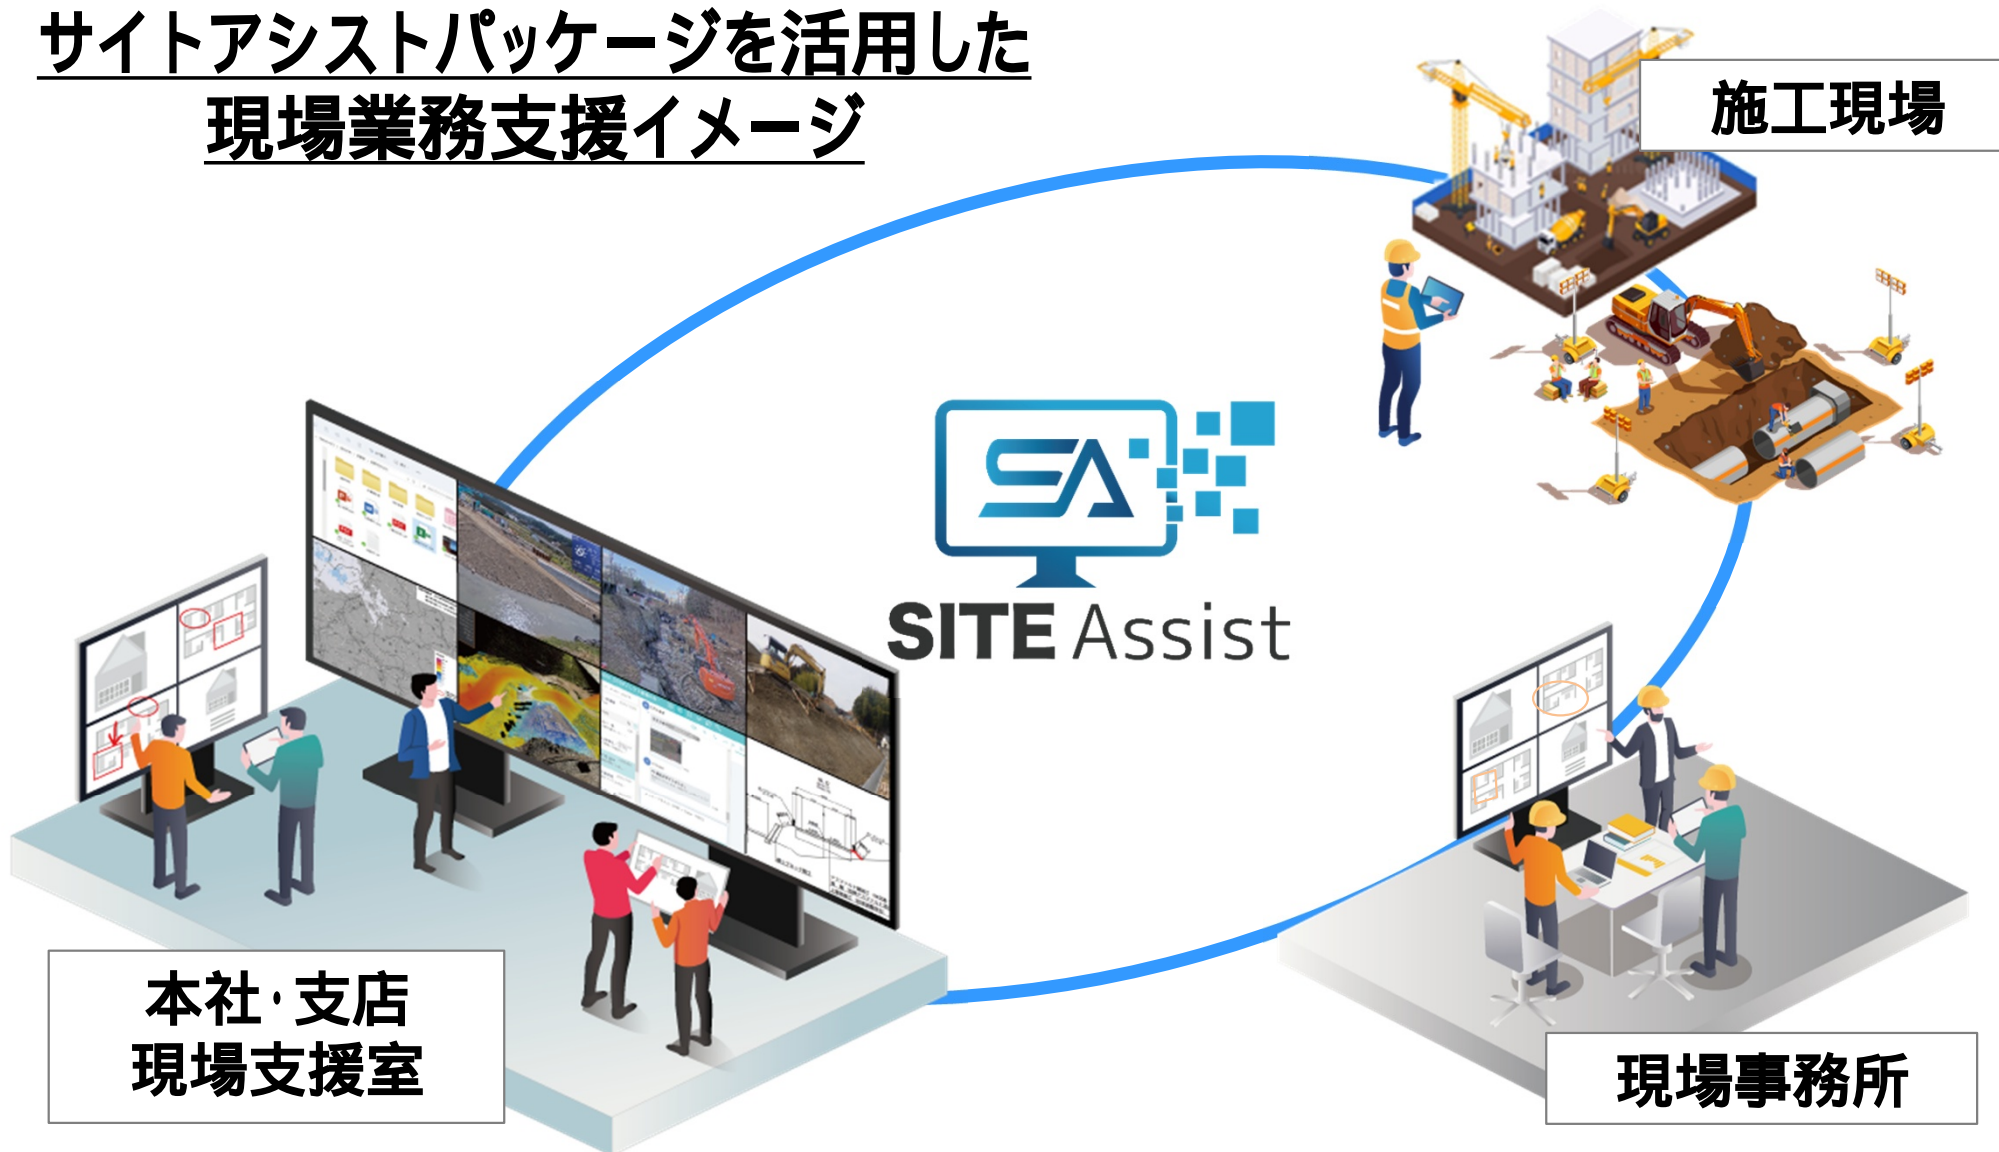 サイトアシストパッケージを活用した
現場業務支援イメージ
施工現場
SA
SITE Assist
本社・支店
現場支援室
現場事務所